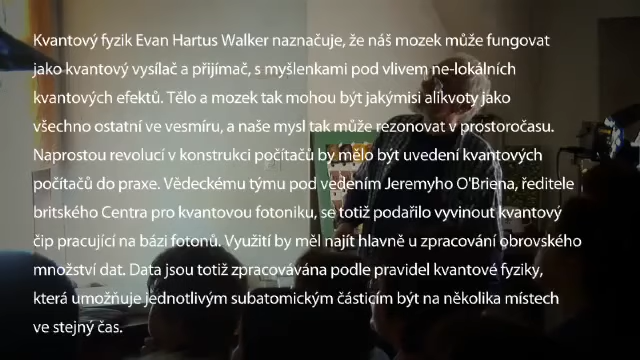 Kvantový fyzik Evan Hartus Walker naznačuje, že náš mozek může fungovat
jako kvantový vysílač a přijímač, s myšlenkami pod vlivem ne-lokálních
kvantových efektů. Tělo a mozek tak mohou být jakýmisi alikvoty jako
všechno ostatní ve vesmíru, a naše mysl tak může rezonovat v prostoročasu.
Naprostou revolucí v konstrukci počítačů by mělo být uvedení kvantových
počítačů do praxe. Vědeckému týmu pod vedením Jeremyho O'Briena, ředitele
britského Centra pro kvantovou fotoniku, se totiž podařilo vyvinout kvantový
čip pracující na bázi fotonů. Využití by měl najít hlavně u zpracování obrovského
množství dat. Data jsou totiž zpracovávána podle pravidel kvantové fyziky,
která umožňuje jednotlivým subatomickým částicím být na několika místech
ve stejný čas.